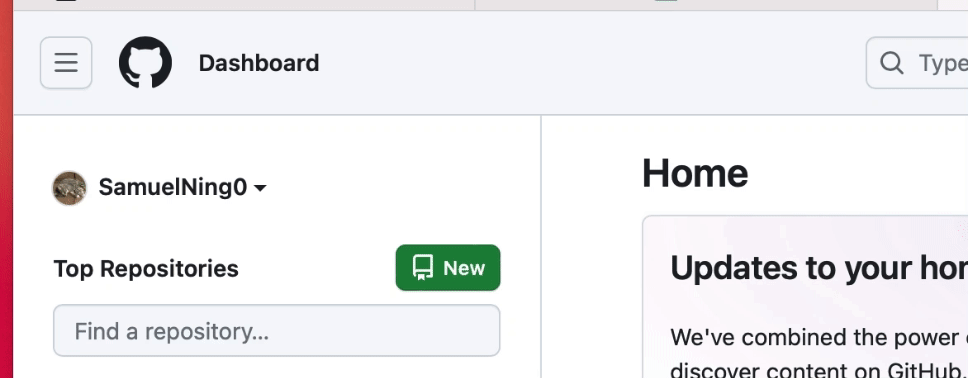 Dashboard
Type
SamuelNing0
Top Repositories
New
Find a repository...
Home
Updates to your hor
We've combined the power
discover content on GitHub.